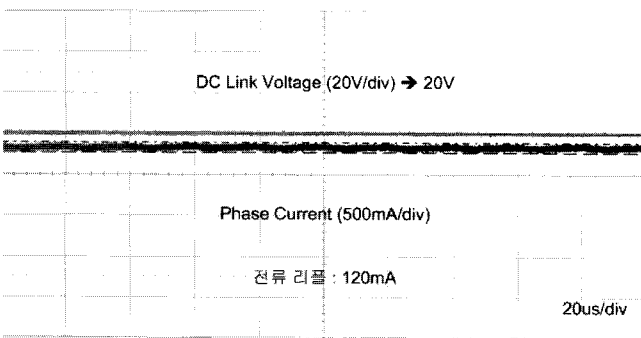 DC Link Voltage (20V/div) ➔ 20V
Phase Current (500mA/div)
전류 리플 : 120mA
20us/div